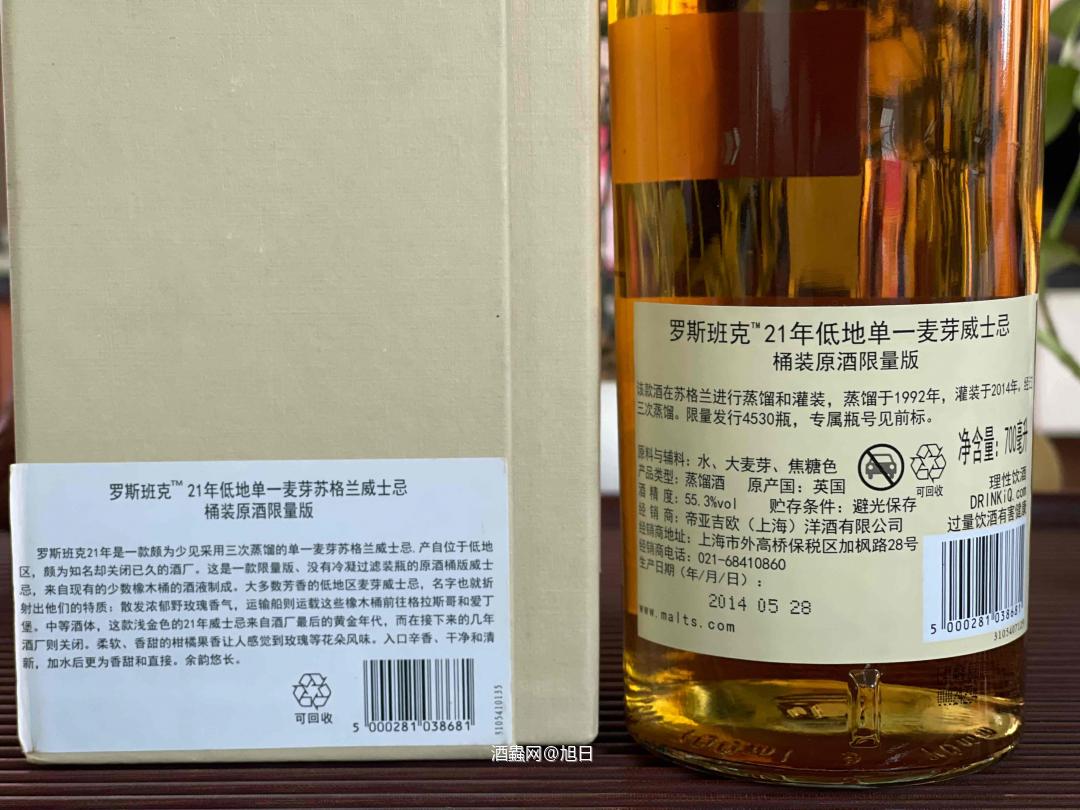 罗斯班克™ 21年低地单一麦芽苏格兰威士忌
桶装原酒限量版
罗斯班克21年是一款颇为少见采用三次蒸馏的单一麦芽苏格兰威士忌.产自位于低地
区，颇为知名却关闭已久的酒厂。这是一款限量版、没有冷凝过滤装瓶的原酒桶版威士
忌，来自现有的少数橡木桶的酒液制成。大多数芳香的低地区麦芽威士忌，名字也就折
射出他们的特质：散发浓郁野玫瑰香气，运输船则运载这些橡木桶前往格拉斯哥和爱丁
堡。中等酒体，这款浅金色的21年威士忌来自酒厂最后的黄金年代，而在接下来的几年
酒厂则关闭。柔软、香甜的柑橘果香让人感觉到玫瑰等花朵风味。入口辛香、干净和清
新，加水后更为香甜和直接。余韵悠长。
可回收
5 000281 038681
3105410135
罗斯班克™ 21年低地单一麦芽威士忌
桶装原酒限量版
该款酒在苏格兰进行蒸馏和灌装，蒸馏于1992年，灌装于2014年，经过
三次蒸馏。限量发行4530瓶，专属瓶号见前标。
净含量：700毫升
原料与辅料：水、大麦芽、焦糖色
产品类型：蒸馏酒 原产国：英国
酒 精 度：55.3%vol 贮存条件：避光保存
经 销 商：帝亚吉欧（上海）洋酒有限公司
经销商地址：上海市外高桥保税区加枫路28号
经销商电话：021-68410860
生产日期（年/月/日）：
2014 05 28
www.malts.com
可回收
理性饮酒
DRINKiQ.com
过量饮酒有害健康
5 000281 038681
酒蟲网@旭日